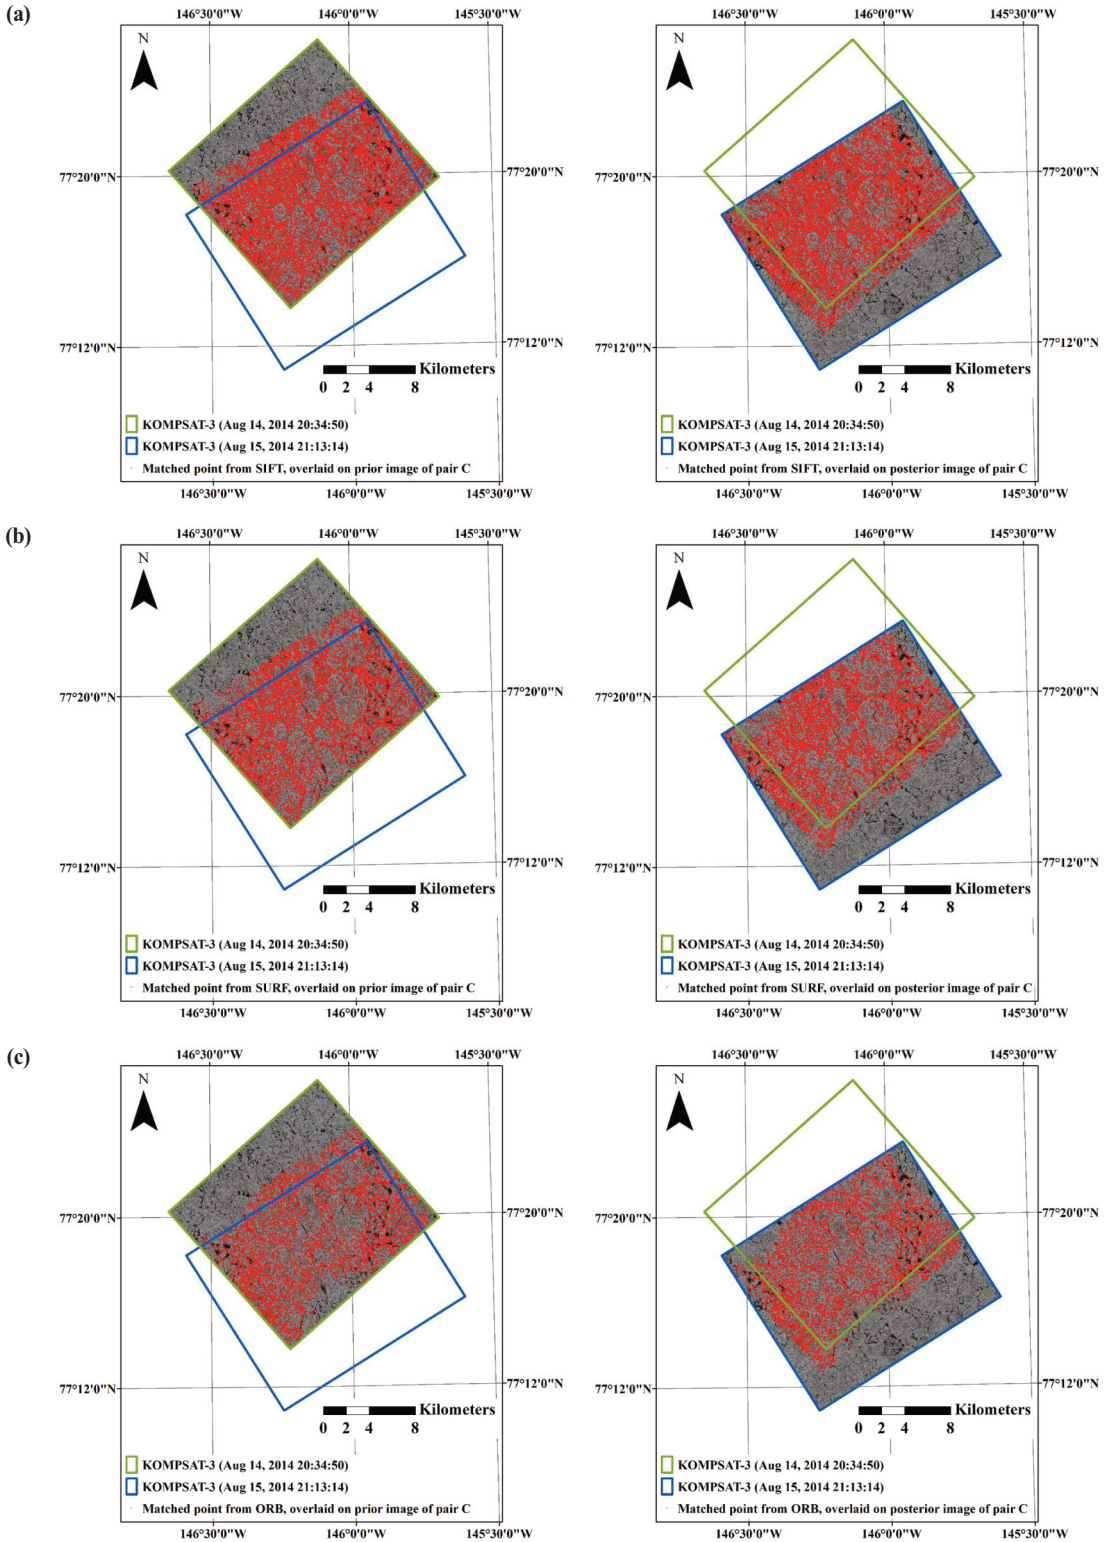 (a)
146°30'0"W 146°0'0"W 145°30'0"W
N
77°20'0"N 77°20'0"N
77°12'0"N 77°12'0"N
Kilometers
0 2 4 8
KOMPSAT-3 (Aug 14, 2014 20:34:50)
KOMPSAT-3 (Aug 15, 2014 21:13:14)
Matched point from SIFT, overlaid on prior image of pair C
146°30'0"W 146°0'0"W 145°30'0"W
146°30'0"W 146°0'0"W 145°30'0"W
N
77°20'0"N 77°20'0"N
77°12'0"N 77°12'0"N
Kilometers
0 2 4 8
KOMPSAT-3 (Aug 14, 2014 20:34:50)
KOMPSAT-3 (Aug 15, 2014 21:13:14)
Matched point from SIFT, overlaid on posterior image of pair C
146°30'0"W 146°0'0"W 145°30'0"W
(b)
146°30'0"W 146°0'0"W 145°30'0"W
N
77°20'0"N 77°20'0"N
77°12'0"N 77°12'0"N
Kilometers
0 2 4 8
KOMPSAT-3 (Aug 14, 2014 20:34:50)
KOMPSAT-3 (Aug 15, 2014 21:13:14)
Matched point from SURF, overlaid on prior image of pair C
146°30'0"W 146°0'0"W 145°30'0"W
146°30'0"W 146°0'0"W 145°30'0"W
N
77°20'0"N 77°20'0"N
77°12'0"N 77°12'0"N
Kilometers
0 2 4 8
KOMPSAT-3 (Aug 14, 2014 20:34:50)
KOMPSAT-3 (Aug 15, 2014 21:13:14)
Matched point from SURF, overlaid on posterior image of pair C
146°30'0"W 146°0'0"W 145°30'0"W
(c)
146°30'0"W 146°0'0"W 145°30'0"W
N
77°20'0"N 77°20'0"N
77°12'0"N 77°12'0"N
Kilometers
0 2 4 8
KOMPSAT-3 (Aug 14, 2014 20:34:50)
KOMPSAT-3 (Aug 15, 2014 21:13:14)
Matched point from ORB, overlaid on prior image of pair C
146°30'0"W 146°0'0"W 145°30'0"W
146°30'0"W 146°0'0"W 145°30'0"W
N
77°20'0"N 77°20'0"N
77°12'0"N 77°12'0"N
Kilometers
0 2 4 8
KOMPSAT-3 (Aug 14, 2014 20:34:50)
KOMPSAT-3 (Aug 15, 2014 21:13:14)
Matched point from ORB, overlaid on posterior image of pair C
146°30'0"W 146°0'0"W 145°30'0"W